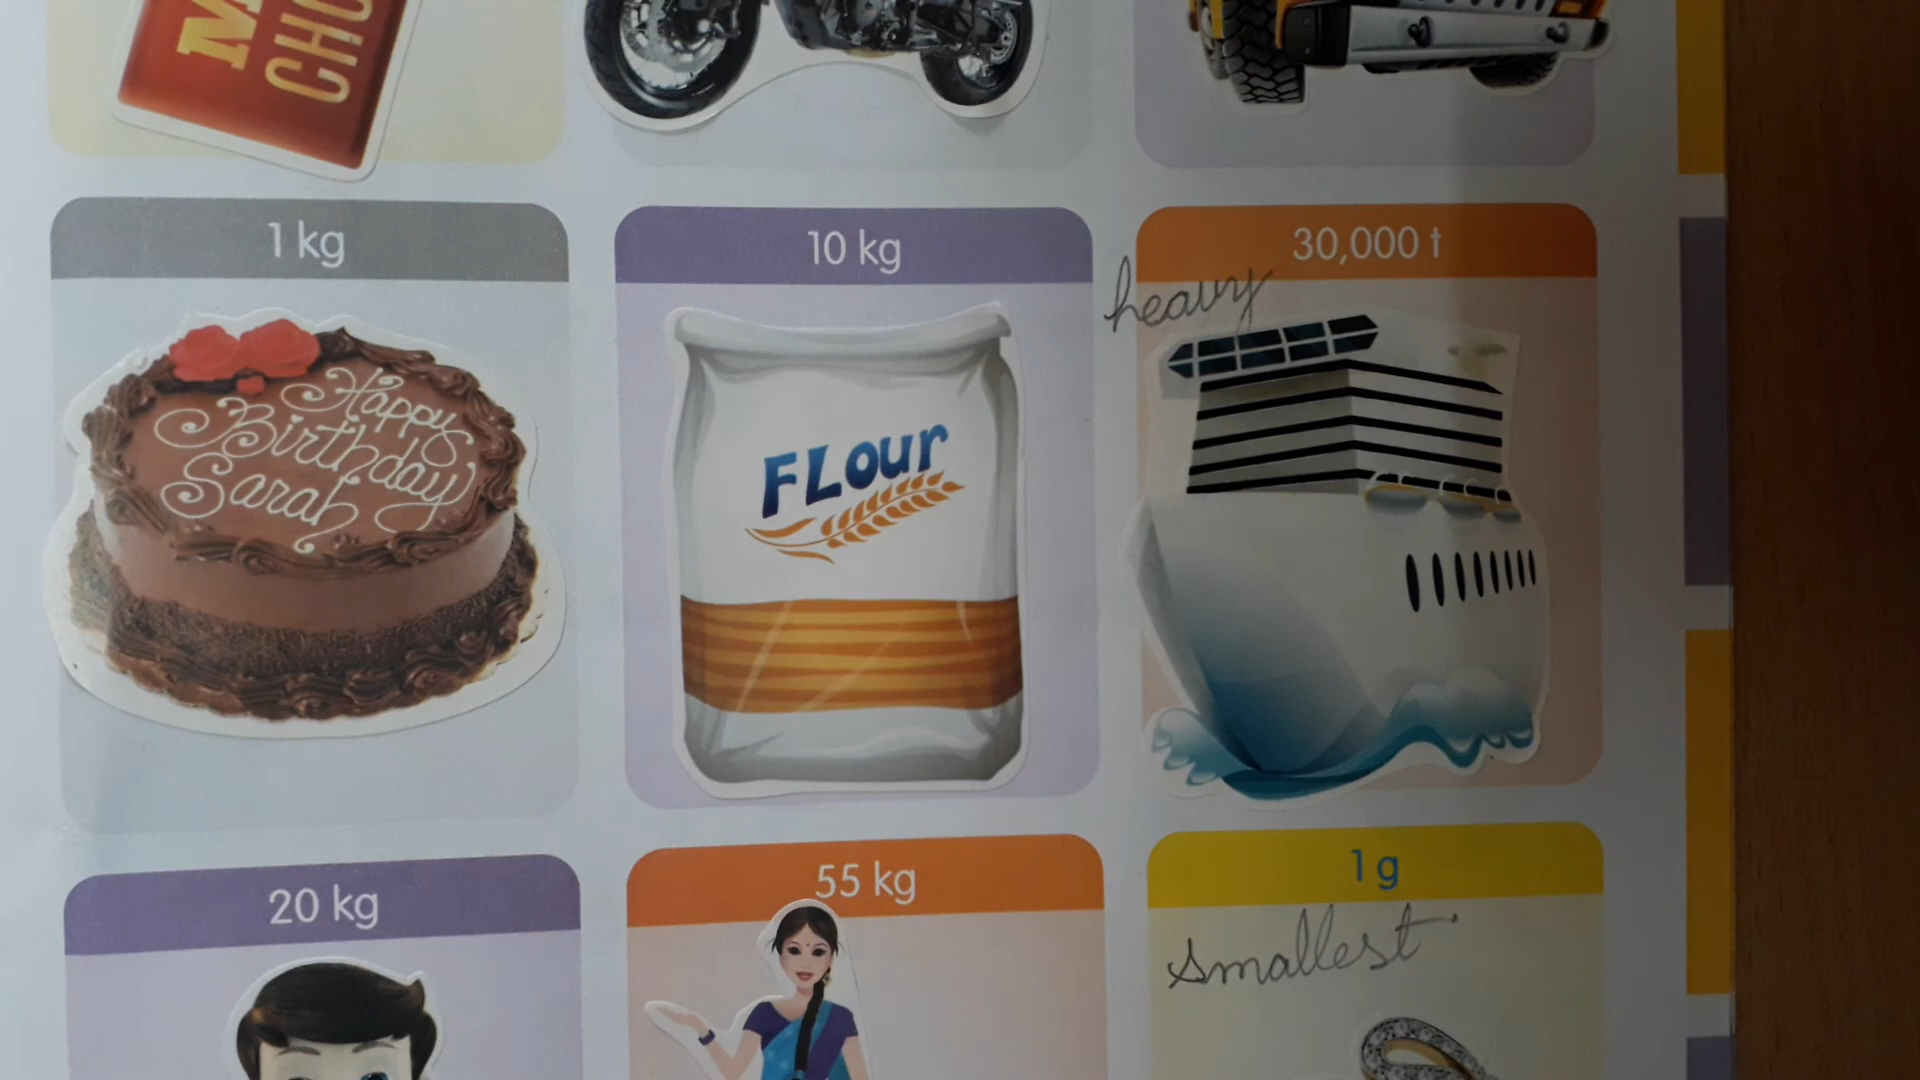 CHO
1 kg
10 kg
30,000 t
heavy
Happy
Birthday
Sarah
FLour
20 kg
55 kg
1 g
smallest